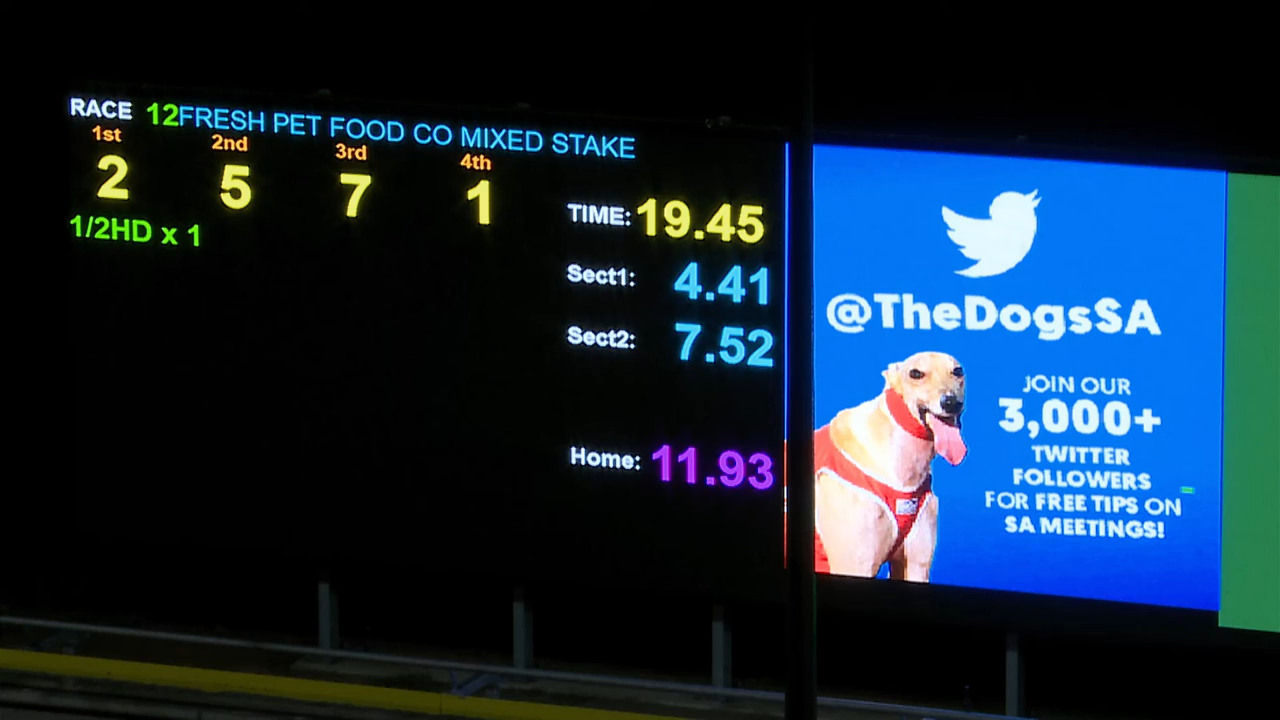 RACE 12FRESH PET FOOD CO MIXED STAKE
1st 2nd 3rd 4th
2 5 7 1
1/2HD x 1
TIME: 19.45
Sect1: 4.41
Sect2: 7.52
Home: 11.93
@TheDogsSA
JOIN OUR
3,000+
TWITTER
FOLLOWERS
FOR FREE TIPS ON
SA MEETINGS!